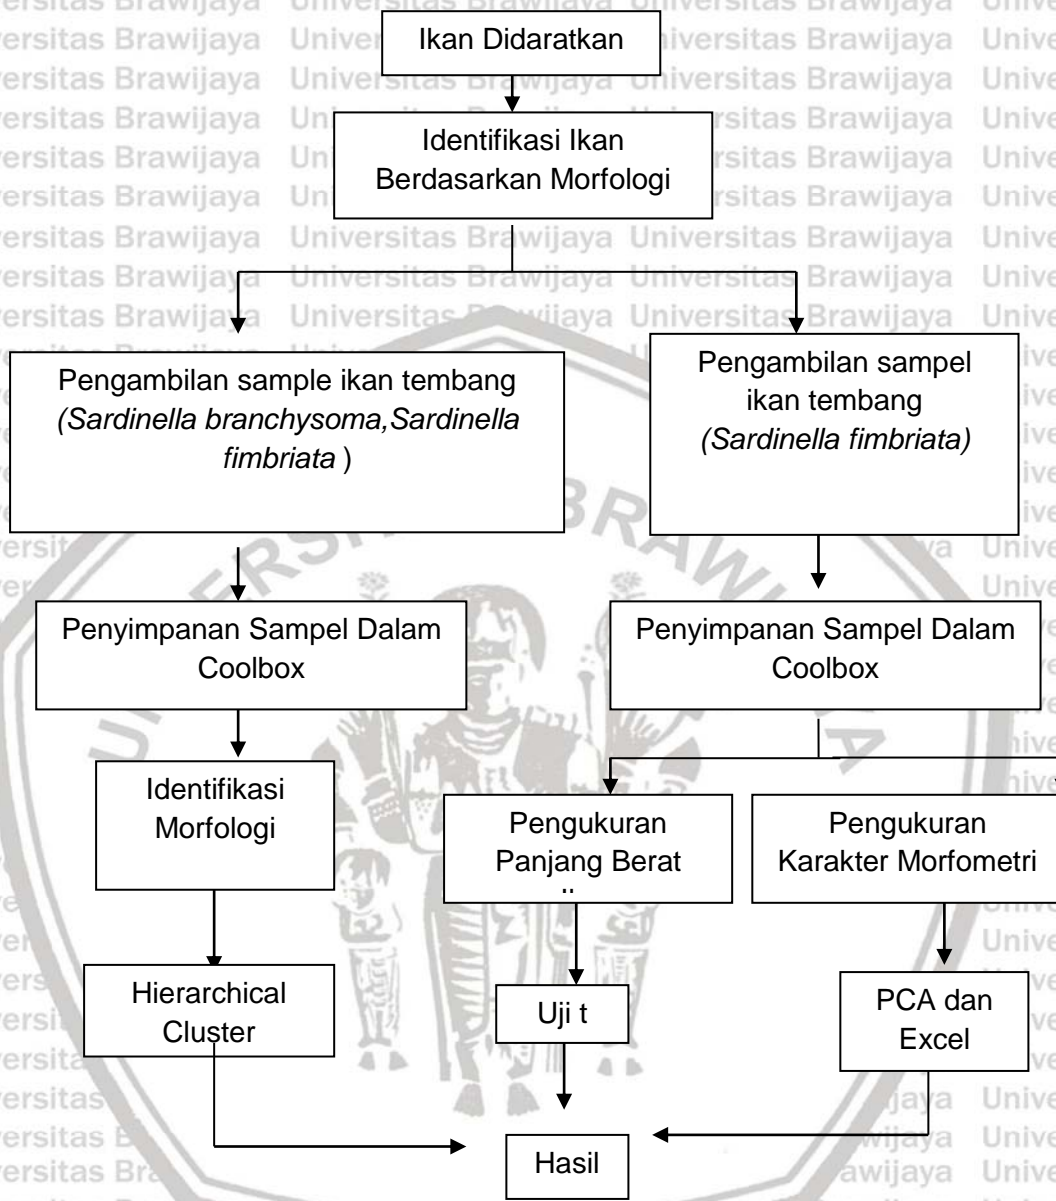 Ikan Didaratkan
Identifikasi Ikan
Berdasarkan Morfologi
Pengambilan sample ikan tembang
(Sardinella branchysoma,Sardinella
fimbriata )
Pengambilan sampel
ikan tembang
(Sardinella fimbriata)
Penyimpanan Sampel Dalam
Coolbox
Penyimpanan Sampel Dalam
Coolbox
Identifikasi
Morfologi
Pengukuran
Panjang Berat
Pengukuran
Karakter Morfometri
Hierarchical
Cluster
Uji t
PCA dan
Excel
Hasil